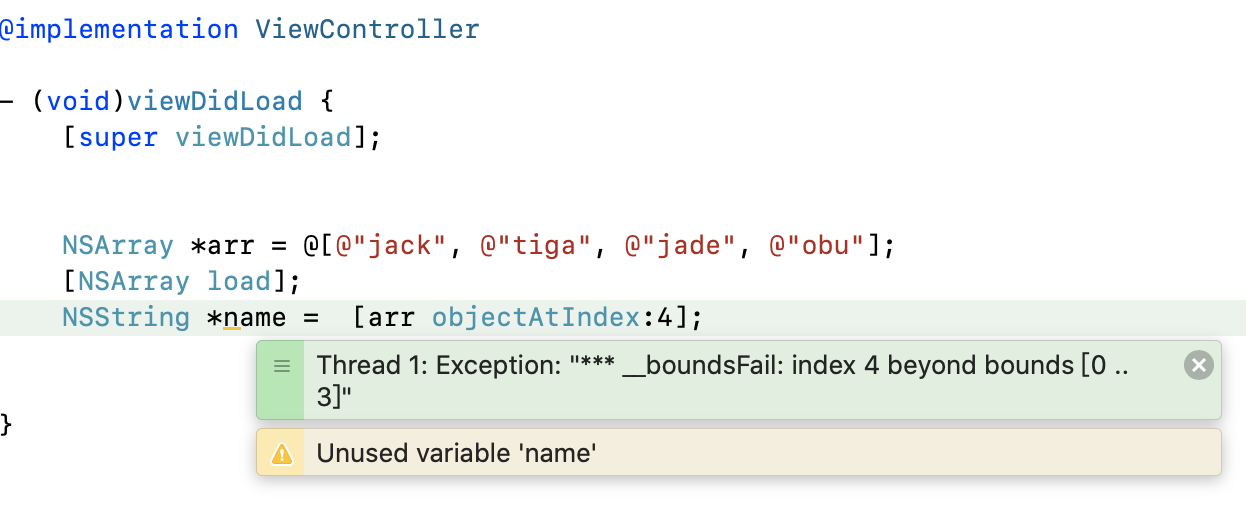 @implementation ViewController
- (void)viewDidLoad {
[super viewDidLoad];
NSArray *arr = @[@"jack", @"tiga", @"jade", @"obu"];
[NSArray load];
NSString *name =  [arr objectAtIndex:4];
Thread 1: Exception: "*** __boundsFail: index 4 beyond bounds [0 ..
3]"
}
Unused variable 'name'